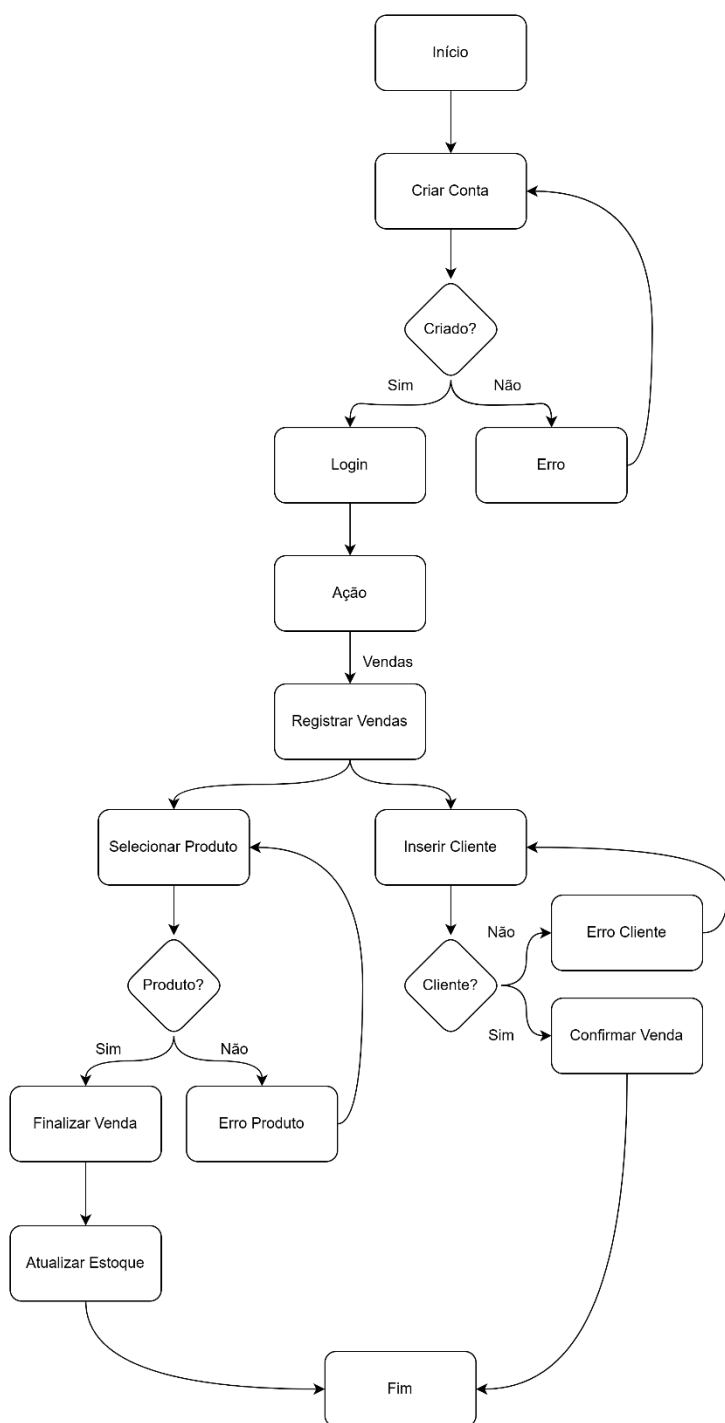 Início
Criar Conta
Criado?
Sim
Não
Login
Erro
Ação
Vendas
Registrar Vendas
Selecionar Produto
Inserir Cliente
Não
Erro Cliente
Produto?
Cliente?
Sim
Confirmar Venda
Sim
Não
Finalizar Venda
Erro Produto
Atualizar Estoque
Fim